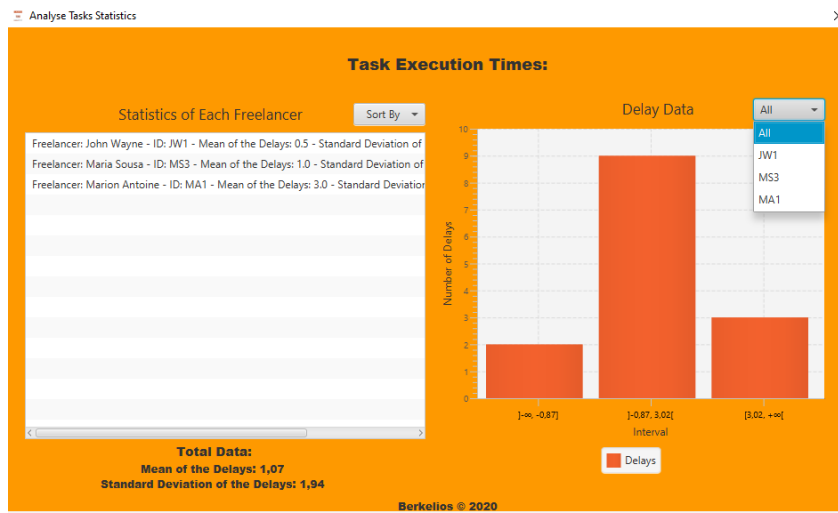 Analyse Tasks Statistics
Task Execution Times:
Statistics of Each Freelancer
Sort By
Freelancer: John Wayne - ID: JW1 - Mean of the Delays: 0.5 - Standard Deviation of
Freelancer: Maria Sousa - ID: MS3 - Mean of the Delays: 1.0 - Standard Deviation of
Freelancer: Marion Antoine - ID: MA1 - Mean of the Delays: 3.0 - Standard Deviation
Total Data:
Mean of the Delays: 1,07
Standard Deviation of the Delays: 1,94
Delay Data
All
All
JW1
MS3
MA1
Number of Delays
10
9
8
7
6
5
4
3
2
1
0
]-∞, -0,87]
]-0,87, 3,02[
[3,02, +∞[
Interval
Delays
Berkelios © 2020